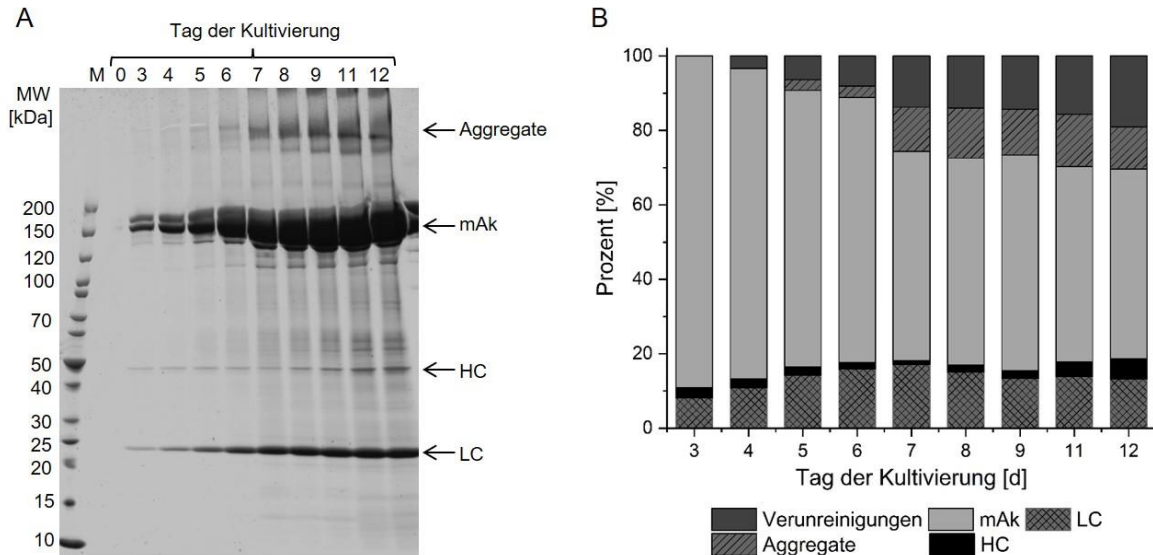 A
Tag der Kultivierung
M 0 3 4 5 6 7 8 9 11 12
MW
[kDa]
200
150
120
100
70
50
40
30
25
20
15
10
Aggregate
mAk
HC
LC
B
Prozent [%]
100
80
60
40
20
0
3 4 5 6 7 8 9 11 12
Tag der Kultivierung [d]
Verunreinigungen mAk LC
Aggregate HC